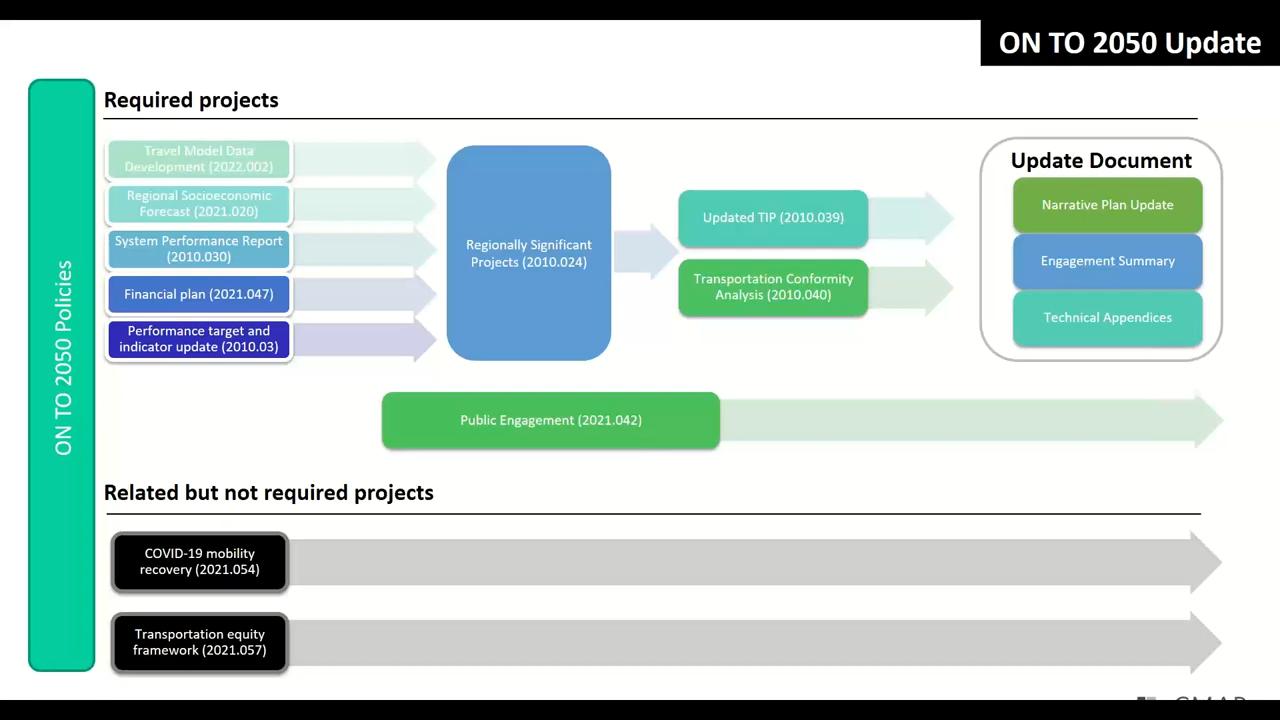 ON TO 2050 Update
ON TO 2050 Policies
Required projects
Travel Model Data
Development (2022.002)
Regional Socioeconomic
Forecast (2021.020)
System Performance Report
(2010.030)
Financial plan (2021.047)
Performance target and
indicator update (2010.03)
Regionally Significant
Projects (2010.024)
Updated TIP (2010.039)
Transportation Conformity
Analysis (2010.040)
Update Document
Narrative Plan Update
Engagement Summary
Technical Appendices
Public Engagement (2021.042)
Related but not required projects
COVID-19 mobility
recovery (2021.054)
Transportation equity
framework (2021.057)